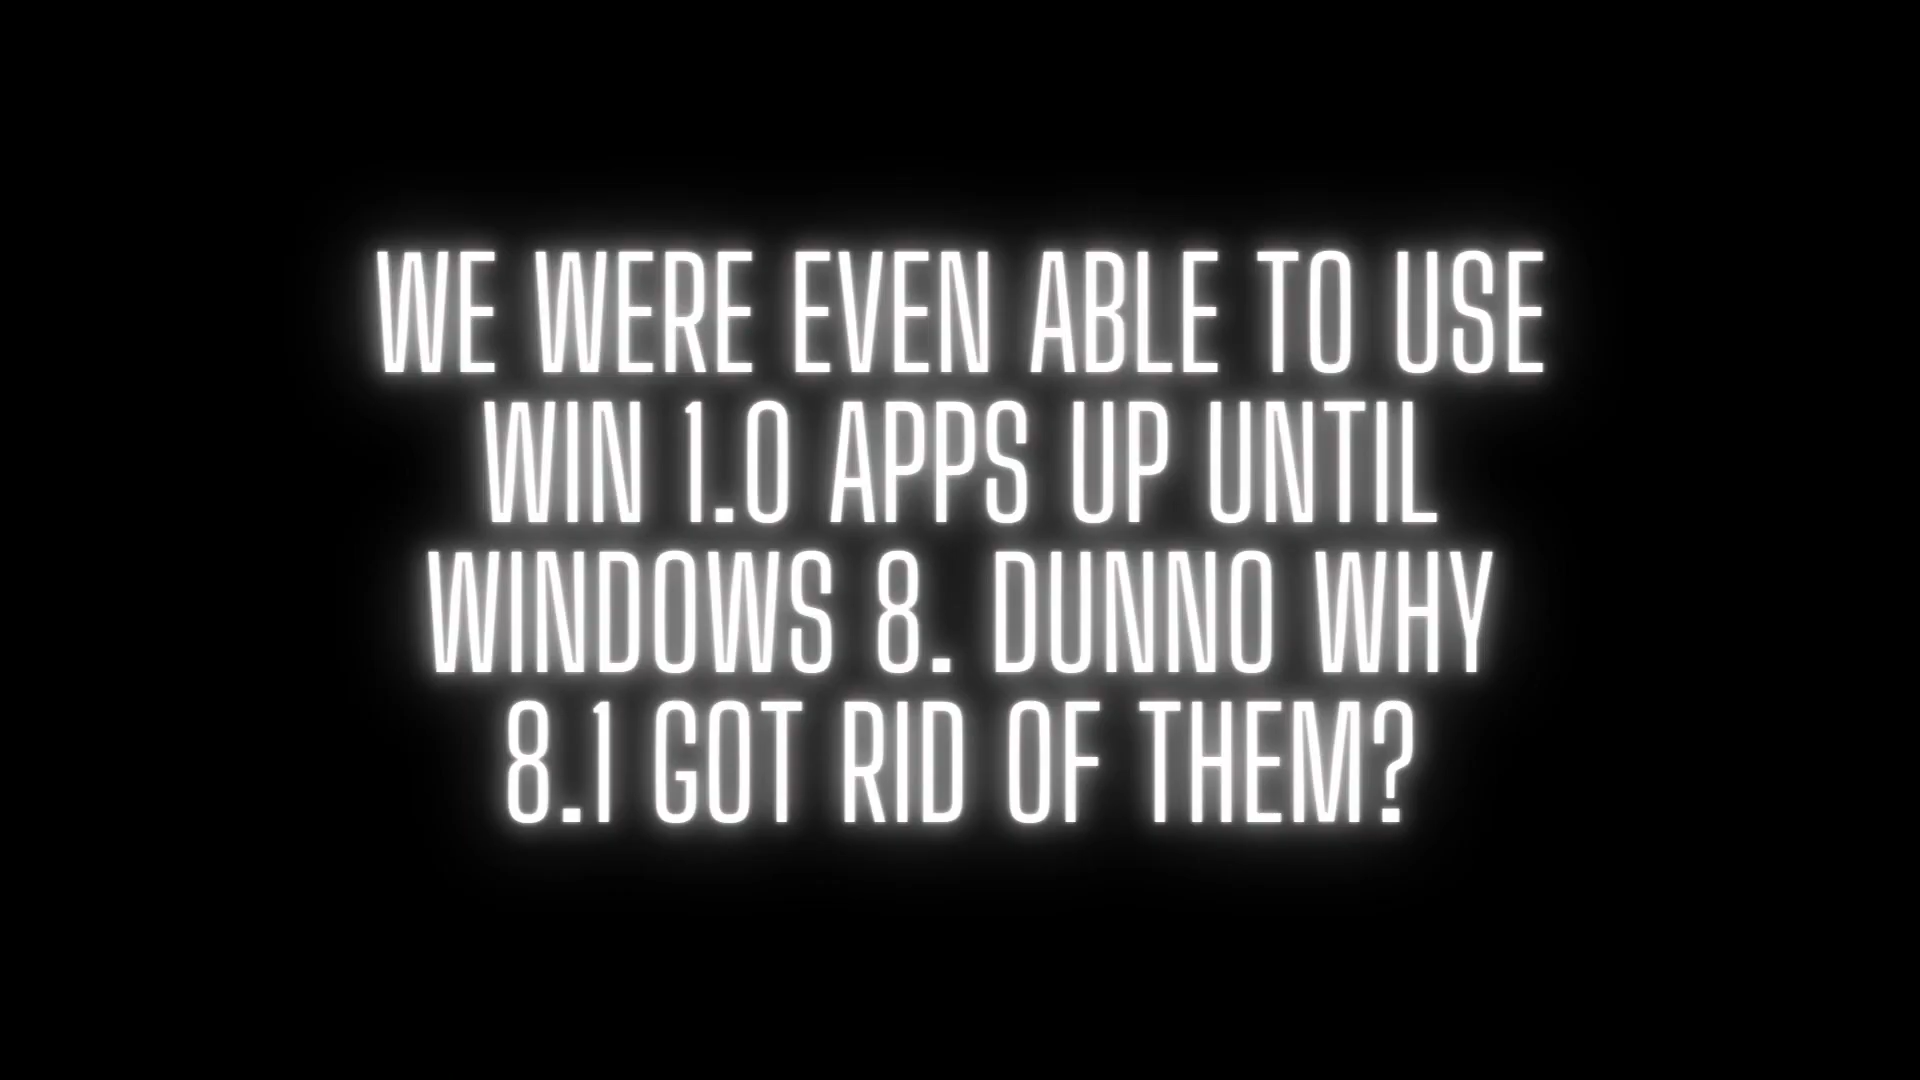 WE WERE EVEN ABLE TO USE
WIN 1.0 APPS UP UNTIL
WINDOWS 8. DUNNO WHY
8.1 GOT RID OF THEM?